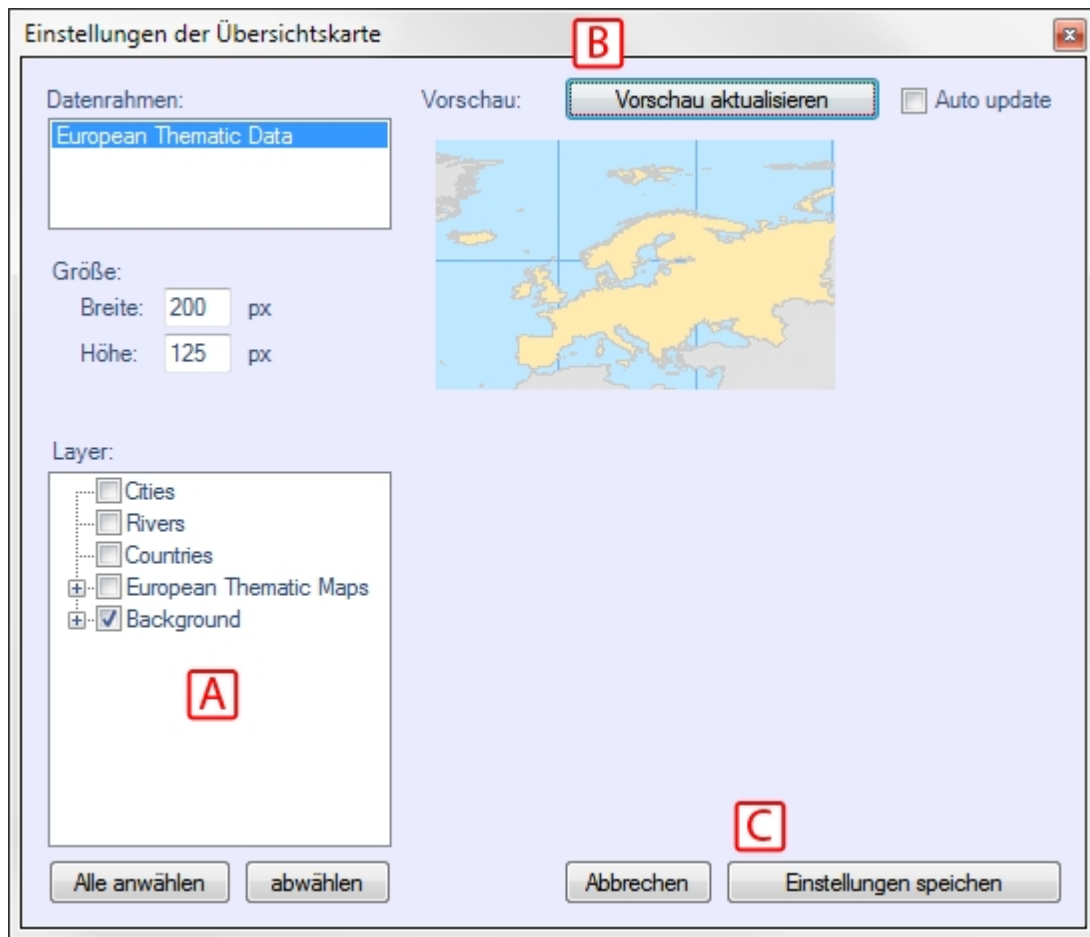 Einstellungen der Übersichtskarte
B
x
Datenrahmen:
European Thematic Data
Vorschau:
Vorschau aktualisieren
Auto update
Größe:
Breite: 200 px
Höhe: 125 px
Layer:
Cities
Rivers
Countries
European Thematic Maps
Background
A
C
Alle anwählen
abwählen
Abbrechen
Einstellungen speichen